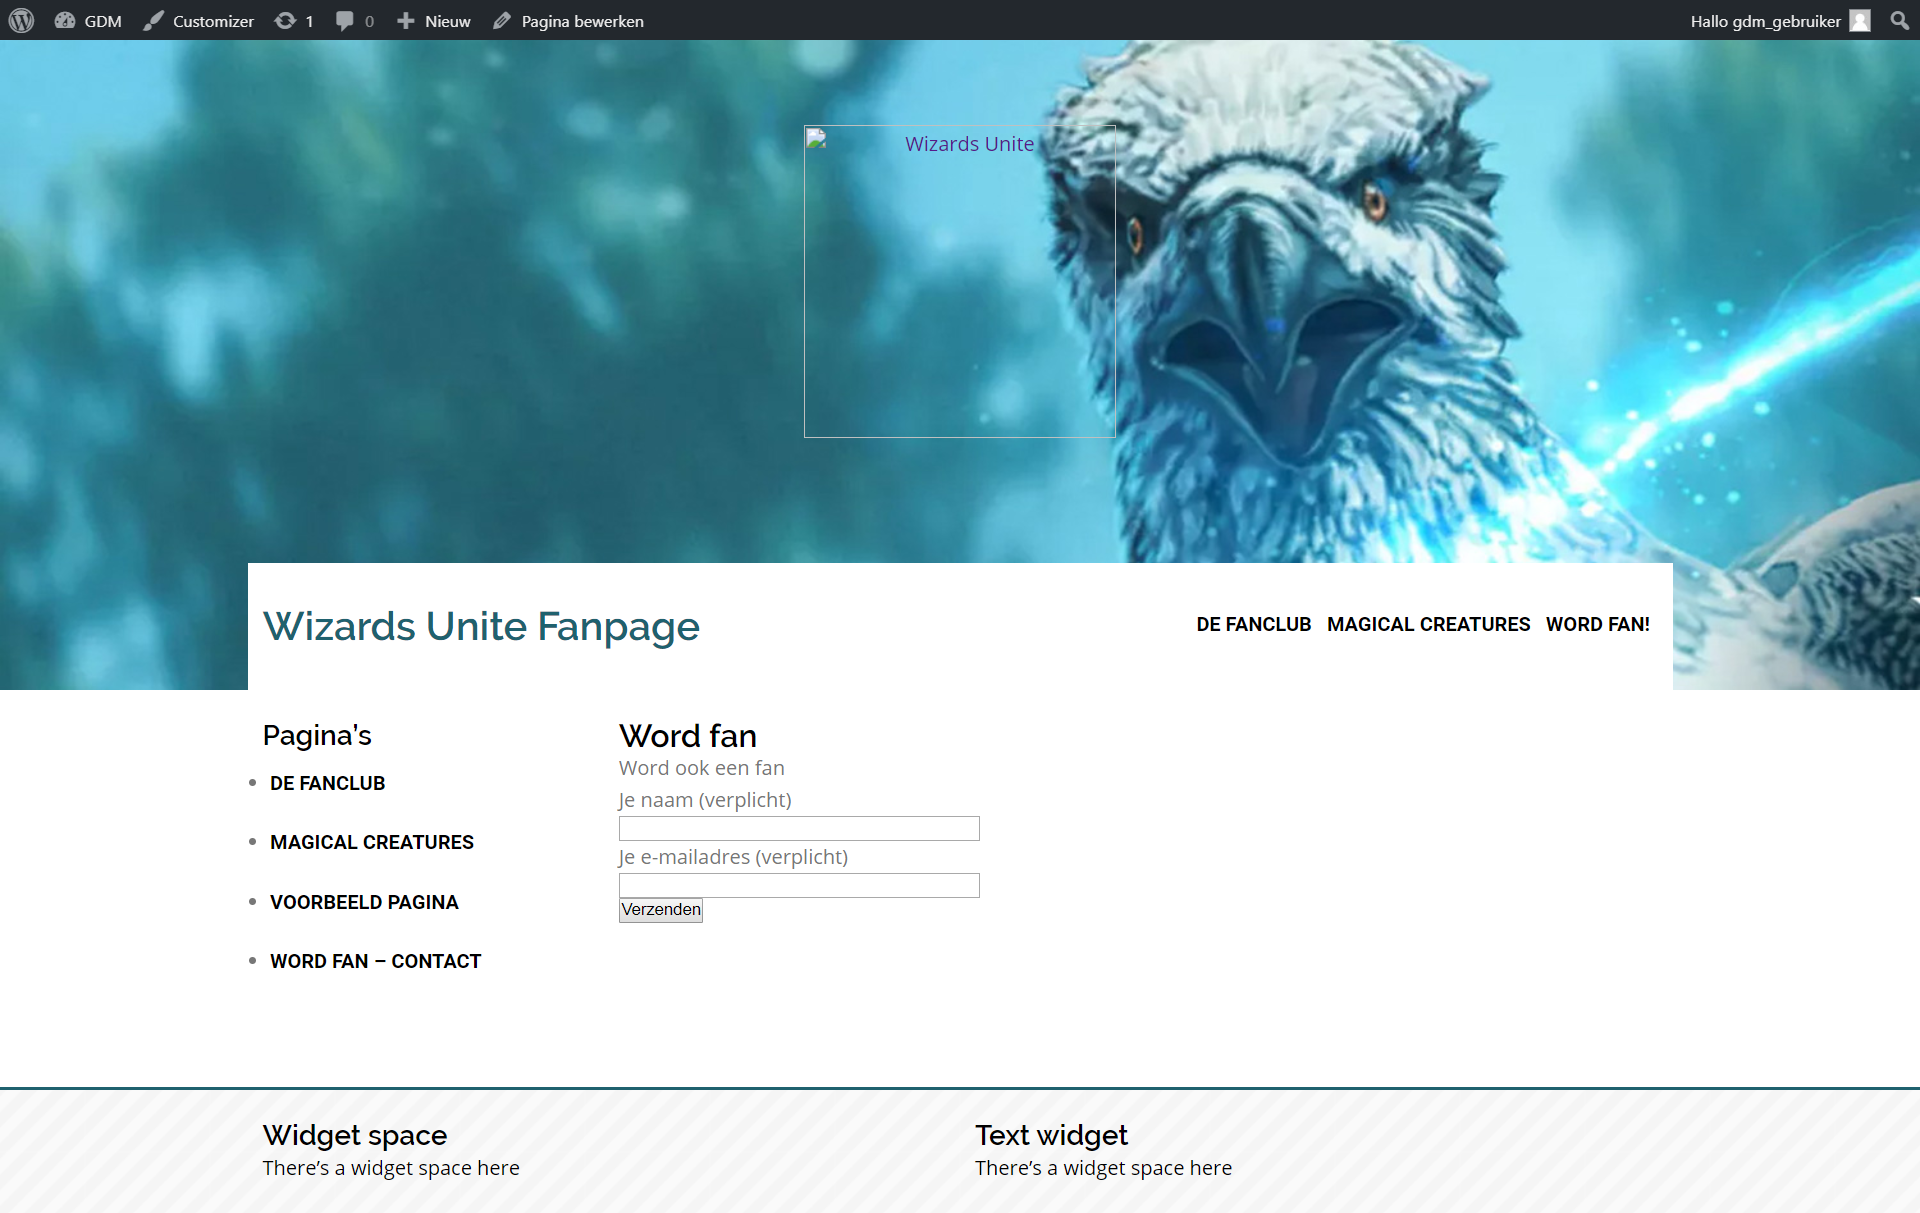 GDM Customizer 1 0 Nieuw Pagina bewerken Hallo gdm_gebruiker
Wizards Unite
Wizards Unite Fanpage
DE FANCLUB MAGICAL CREATURES WORD FAN!
Pagina’s
DE FANCLUB
MAGICAL CREATURES
VOORBEELD PAGINA
WORD FAN – CONTACT
Word fan
Word ook een fan
Je naam (verplicht)
Je e-mailadres (verplicht)
Verzenden
Widget space
There’s a widget space here
Text widget
There’s a widget space here